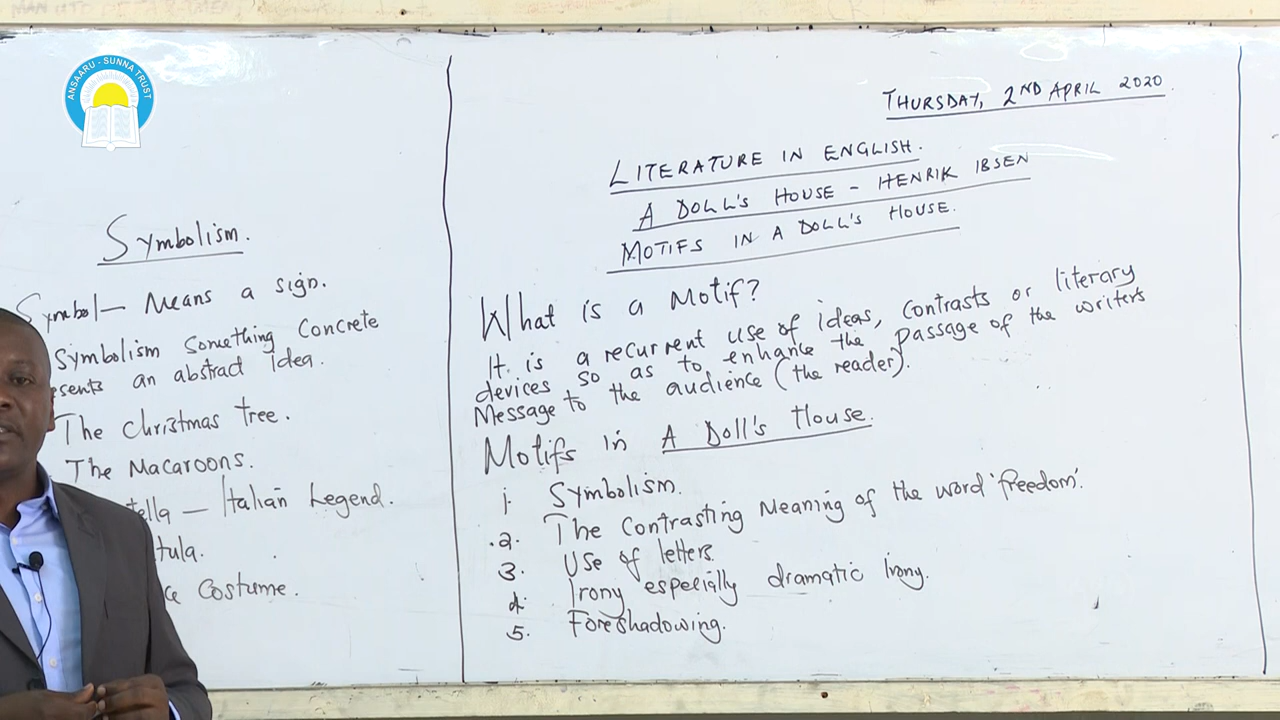 ANSAARU - SUNNA TRUST
Symbolism.
Symbol — Means a sign.
Symbolism something Concrete
sents an abstract Idea.
The Christmas tree.
The Macaroons.
tella — Italian Legend.
tula.
Costume.
THURSDAY, 2ND APRIL 2020
LITERATURE IN ENGLISH.
A DOLL'S HOUSE - HENRIK IBSEN
MOTIFS IN A DOLL'S HOUSE.
What is a Motif?
It is a recurrent use of ideas, Contrasts or literary
devices so as to enhance the passage of the writers
Message to the audience (the reader).
Motifs in A Doll's House.
1. Symbolism.
2. The Contrasting Meaning of the word 'freedom'.
3. Use of letters.
4. Irony especially dramatic Irony.
5. Foreshadowing.